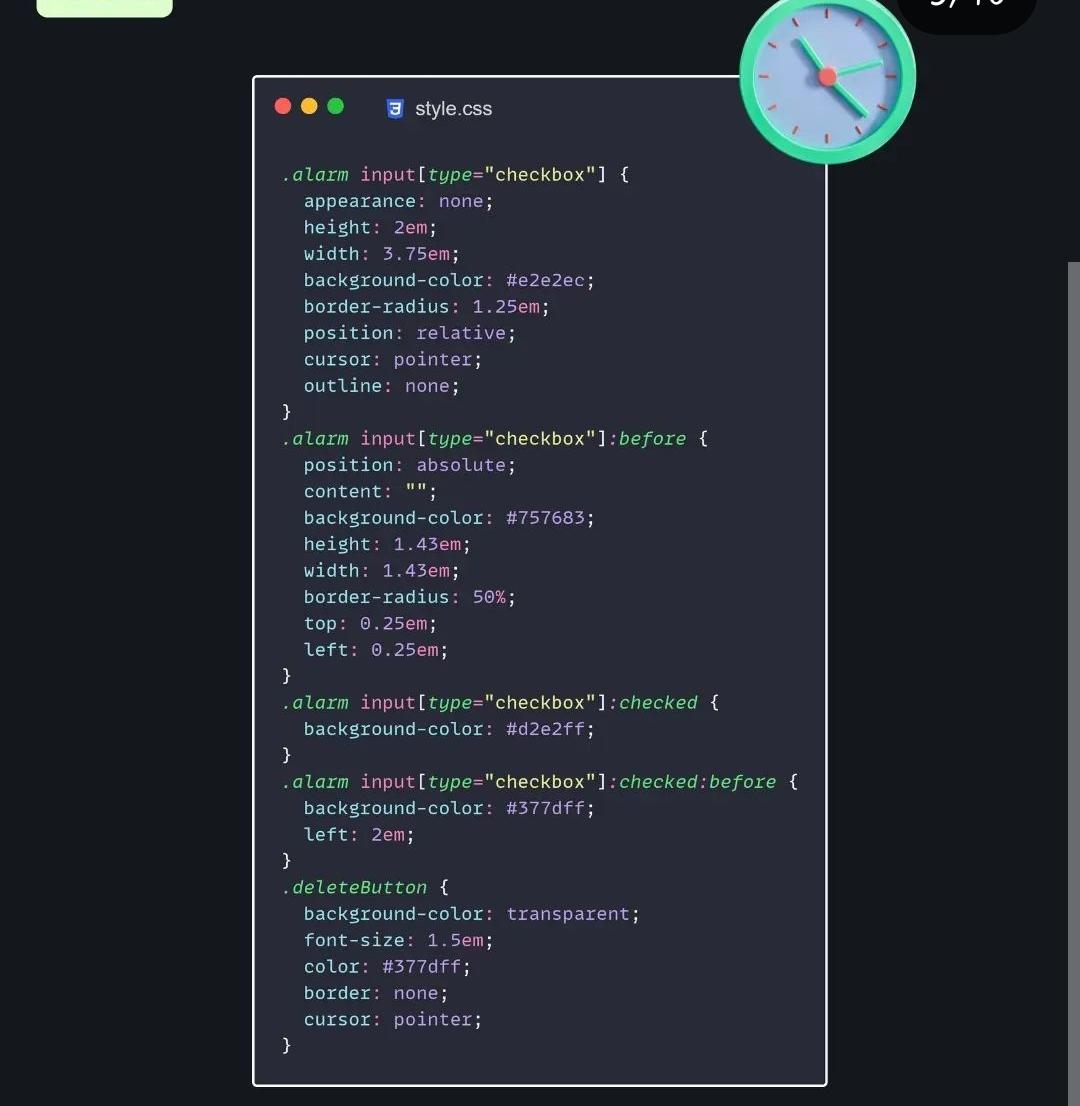 style.css
.alarm input[type="checkbox"] {
appearance: none;
height: 2em;
width: 3.75em;
background-color: #e2e2ec;
border-radius: 1.25em;
position: relative;
cursor: pointer;
outline: none;
}
.alarm input[type="checkbox"]:before {
position: absolute;
content: "";
background-color: #757683;
height: 1.43em;
width: 1.43em;
border-radius: 50%;
top: 0.25em;
left: 0.25em;
}
.alarm input[type="checkbox"]:checked {
background-color: #d2e2ff;
}
.alarm input[type="checkbox"]:checked:before {
background-color: #377dff;
left: 2em;
}
.deleteButton {
background-color: transparent;
font-size: 1.5em;
color: #377dff;
border: none;
cursor: pointer;
}